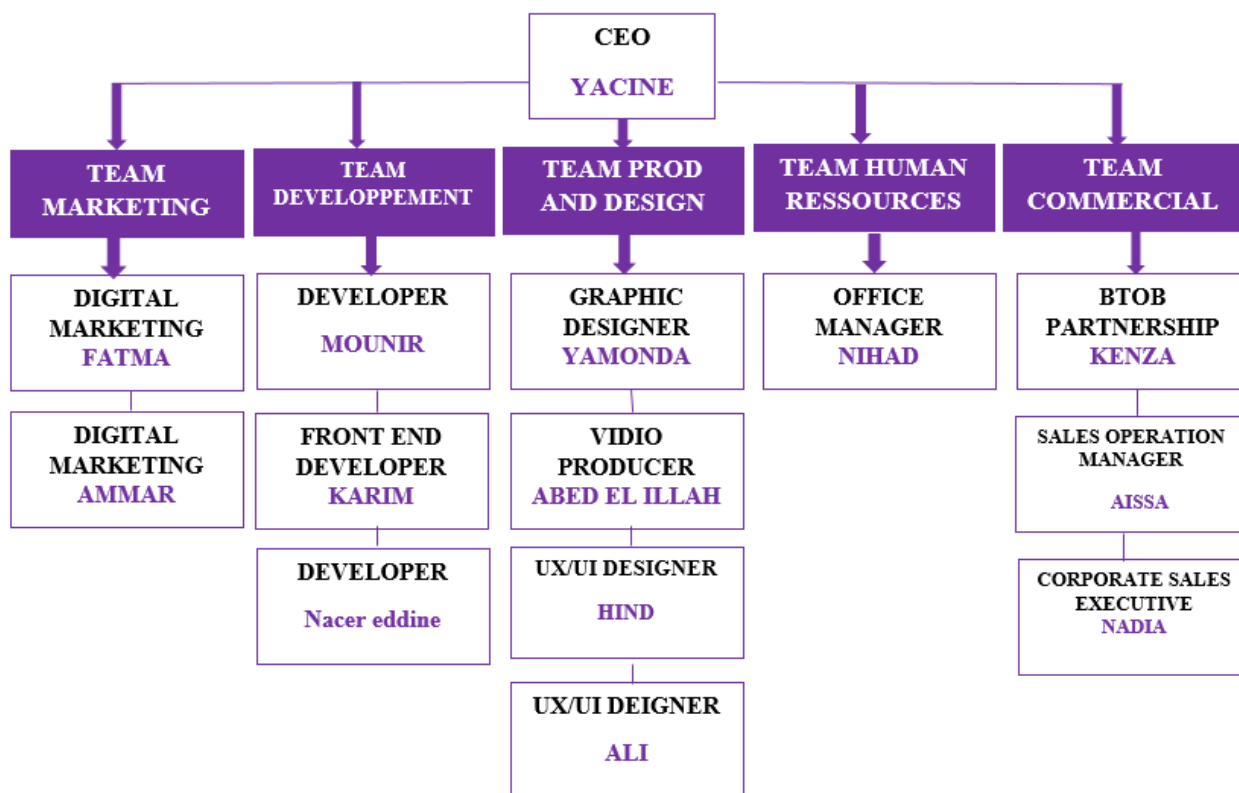 CEO
YACINE
TEAM
MARKETING
TEAM
DEVELOPPEMENT
TEAM PROD
AND DESIGN
TEAM HUMAN
RESSOURCES
TEAM
COMMERCIAL
DIGITAL
MARKETING
FATMA
DEVELOPER
MOUNIR
GRAPHIC
DESIGNER
YAMONDA
OFFICE
MANAGER
NIHAD
BTOB
PARTNERSHIP
KENZA
DIGITAL
MARKETING
AMMAR
FRONT END
DEVELOPER
KARIM
VIDIO
PRODUCER
ABED EL ILLAH
SALES OPERATION
MANAGER
AISSA
DEVELOPER
Nacer eddine
UX/UI DESIGNER
HIND
CORPORATE SALES
EXECUTIVE
NADIA
UX/UI DEIGNER
ALI